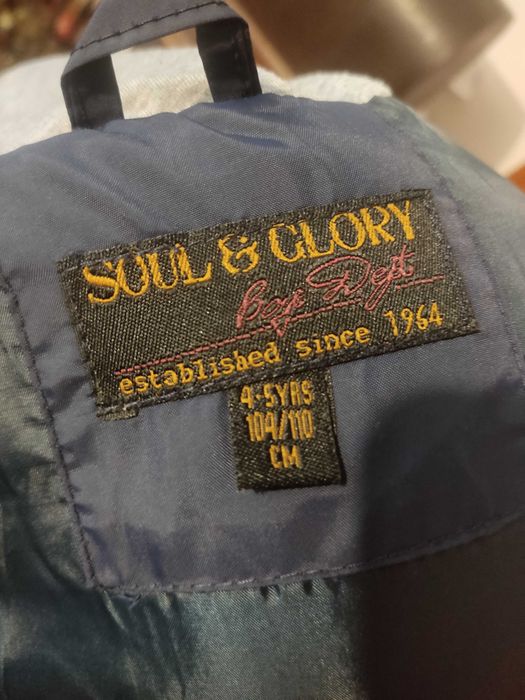 SOUL & GLORY
Boys Dept
established since 1964
4-5YRS
104/110
CM